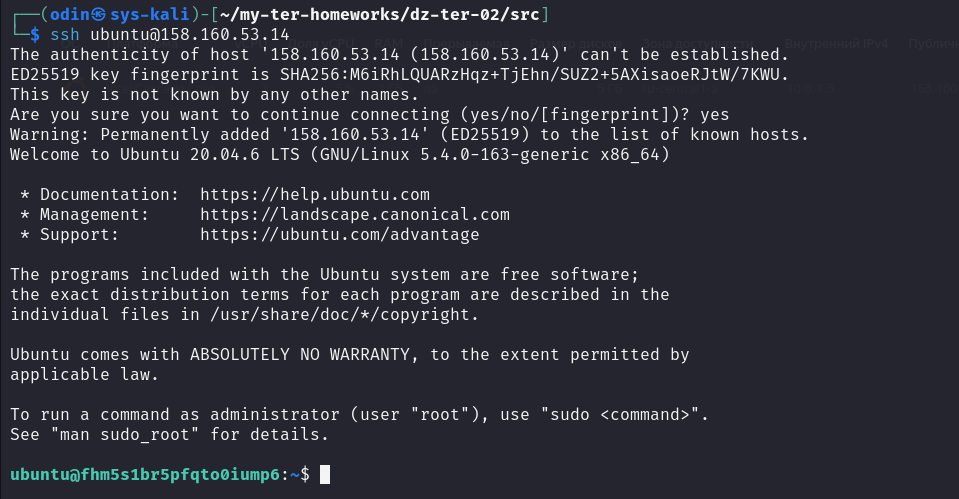 ┌──(odin㉿sys-kali)-[~/my-ter-homeworks/dz-ter-02/src]
└─$ ssh ubuntu@158.160.53.14
The authenticity of host '158.160.53.14 (158.160.53.14)' can't be established.
ED25519 key fingerprint is SHA256:M6iRhLQUARzHqz+TjEhn/SUZ2+5AXisaoeRJtW/7KWU.
This key is not known by any other names.
Are you sure you want to continue connecting (yes/no/[fingerprint])? yes
Warning: Permanently added '158.160.53.14' (ED25519) to the list of known hosts.
Welcome to Ubuntu 20.04.6 LTS (GNU/Linux 5.4.0-163-generic x86_64)

 * Documentation:  https://help.ubuntu.com
 * Management:     https://landscape.canonical.com
 * Support:        https://ubuntu.com/advantage

The programs included with the Ubuntu system are free software;
the exact distribution terms for each program are described in the
individual files in /usr/share/doc/*/copyright.

Ubuntu comes with ABSOLUTELY NO WARRANTY, to the extent permitted by
applicable law.

To run a command as administrator (user "root"), use "sudo <command>".
See "man sudo_root" for details.

ubuntu@fhm5s1br5pfqto0iump6:~$